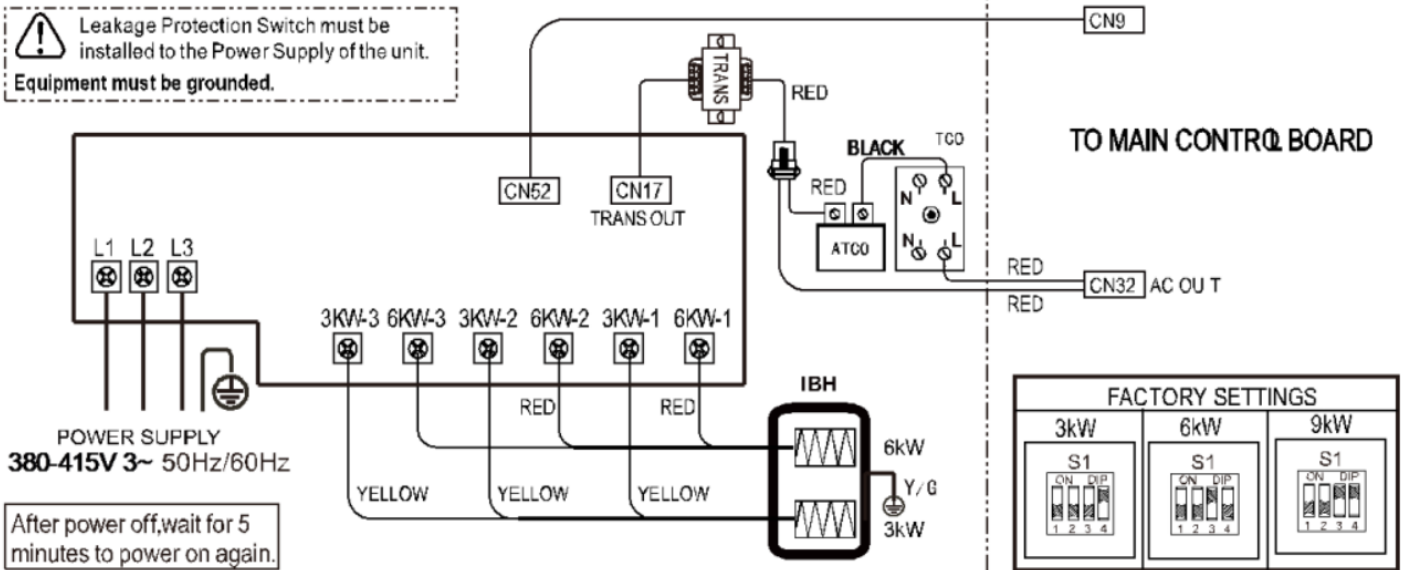 Leakage Protection Switch must be
installed to the Power Supply of the unit.
Equipment must be grounded.
CN9
TRANS
RED
TO MAIN CONTROL BOARD
BLACK
TCO
RED
N L
N L
ATCO
CN52
CN17
TRANS OUT
L1 L2 L3
RED
CN32 AC OUT
RED
3KW-3 6KW-3 3KW-2 6KW-2 3KW-1 6KW-1
IBH
RED
RED
6kW
Y/G
3kW
YELLOW
YELLOW
YELLOW
POWER SUPPLY
380-415V 3~ 50Hz/60Hz
After power off,wait for 5
minutes to power on again.
FACTORY SETTINGS
3kW 6kW 9kW
S1 S1 S1
ON DIP ON DIP ON DIP
1 2 3 4 1 2 3 4 1 2 3 4